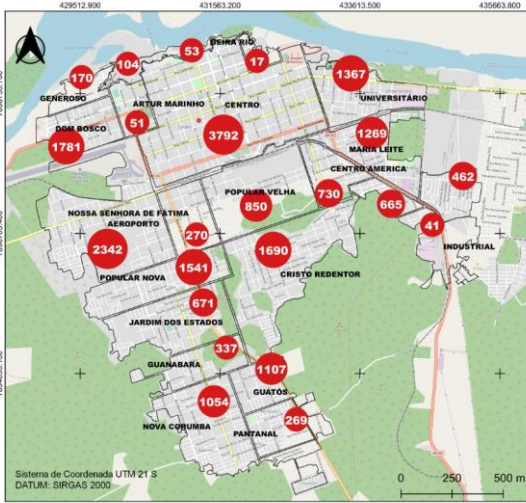 429512.900 431563.200 433613.500 435663.800
BEIRA RIO
53
17
104
170
1367
GENEROSO
ARTUR MARINHO
CENTRO
UNIVERSITÁRIO
51
DOM BOSCO
1781
3792
1269
MARIA LEITE
CENTRO AMERICA
462
POPULAR VELHA
730
850
665
NOSSA SENHORA DE FATIMA
AEROPORTO
270
41
2342
1690
INDUSTRIAL
1541
CRISTO REDENTOR
POPULAR NOVA
671
JARDIM DOS ESTADOS
337
GUANABARA
1107
GUATÓS
1054
269
NOVA CORUMBA
PANTANAL
Sistema de Coordenada UTM 21 S
DATUM: SIRGAS 2000
0 250 500 m